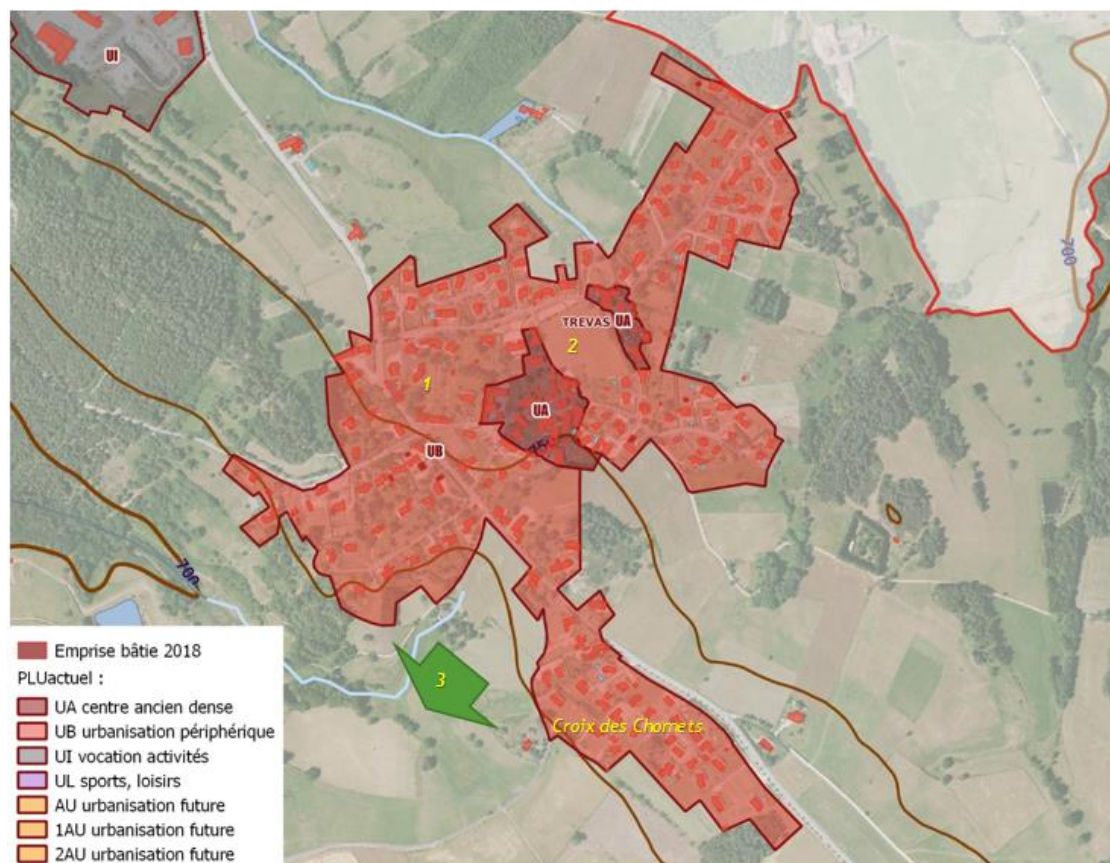 UI
700
TREVAS UA
2
1
UA
UB
700
3
Croix des Chomets
Emprise bâtie 2018
PLUactuel :
UA centre ancien dense
UB urbanisation périphérique
UI vocation activités
UL sports, loisirs
AU urbanisation future
1AU urbanisation future
2AU urbanisation future